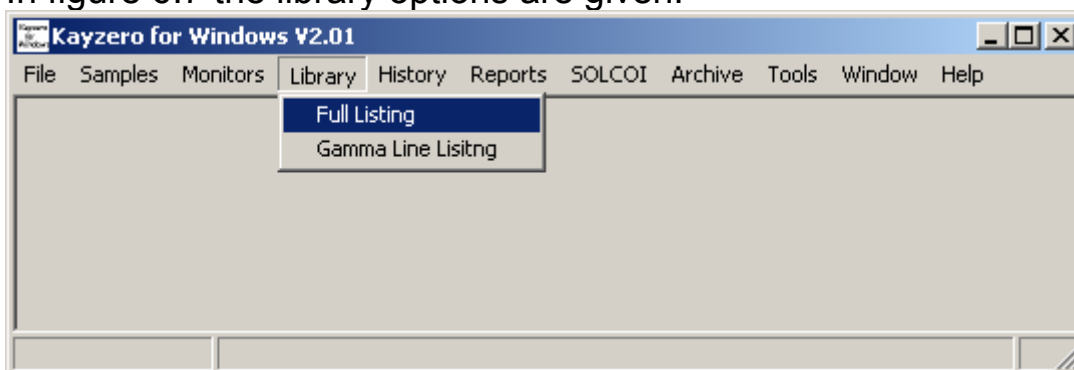 In figure 6.7 the library options are given.
Kayzero for Windows V2.01
File Samples Monitors Library History Reports SOLCOI Archive Tools Window Help
Full Listing
Gamma Line Lisitng